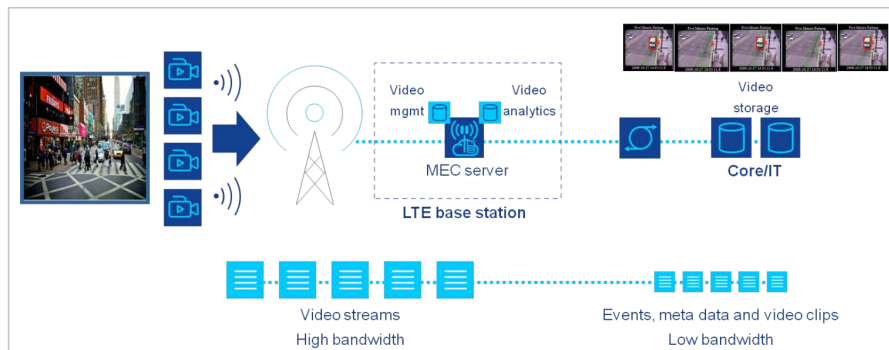 Video
mgmt
Video
analytics
MEC server
LTE base station
Video
storage
Core/IT
Video streams
High bandwidth
Events, meta data and video clips
Low bandwidth